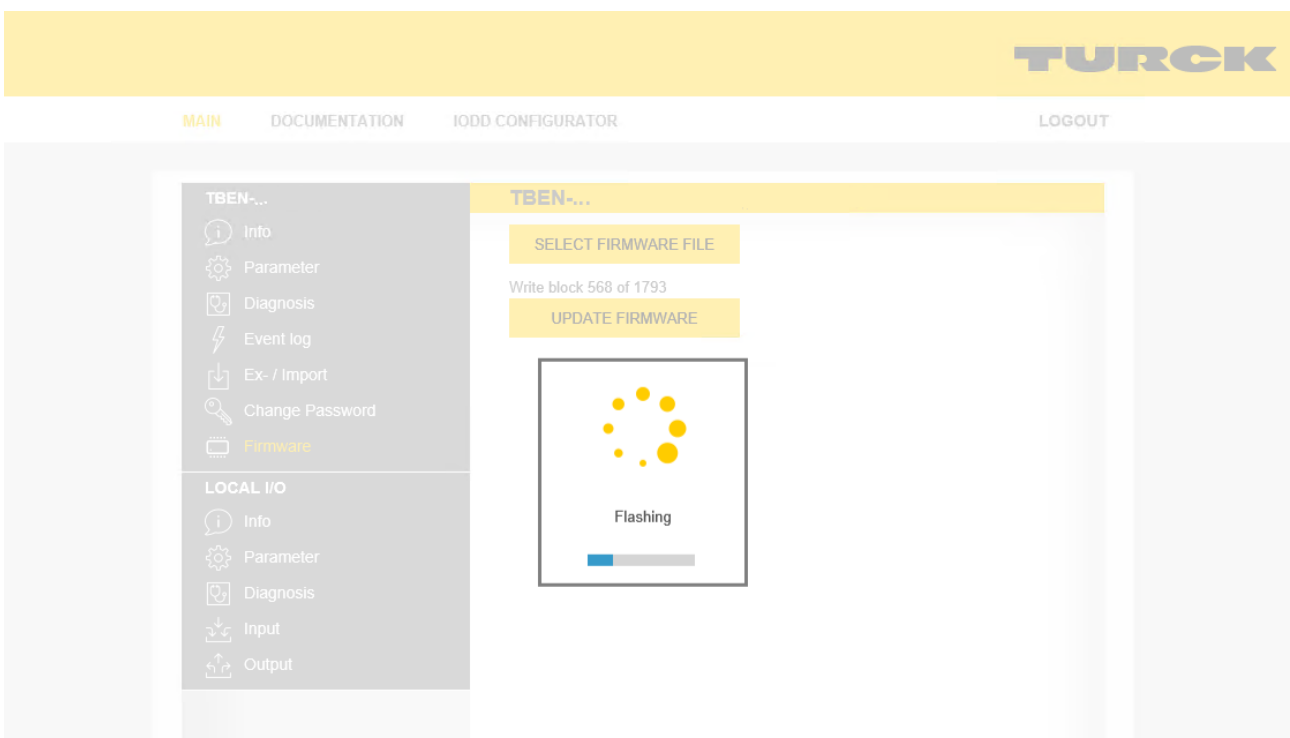 TURCK
MAIN DOCUMENTATION IODD CONFIGURATOR LOGOUT
TBEN-...
Info
Parameter
Diagnosis
Event log
Ex- / Import
Change Password
Firmware
LOCAL I/O
Info
Parameter
Diagnosis
Input
Output
TBEN-...
SELECT FIRMWARE FILE
Write block 568 of 1793
UPDATE FIRMWARE
Flashing